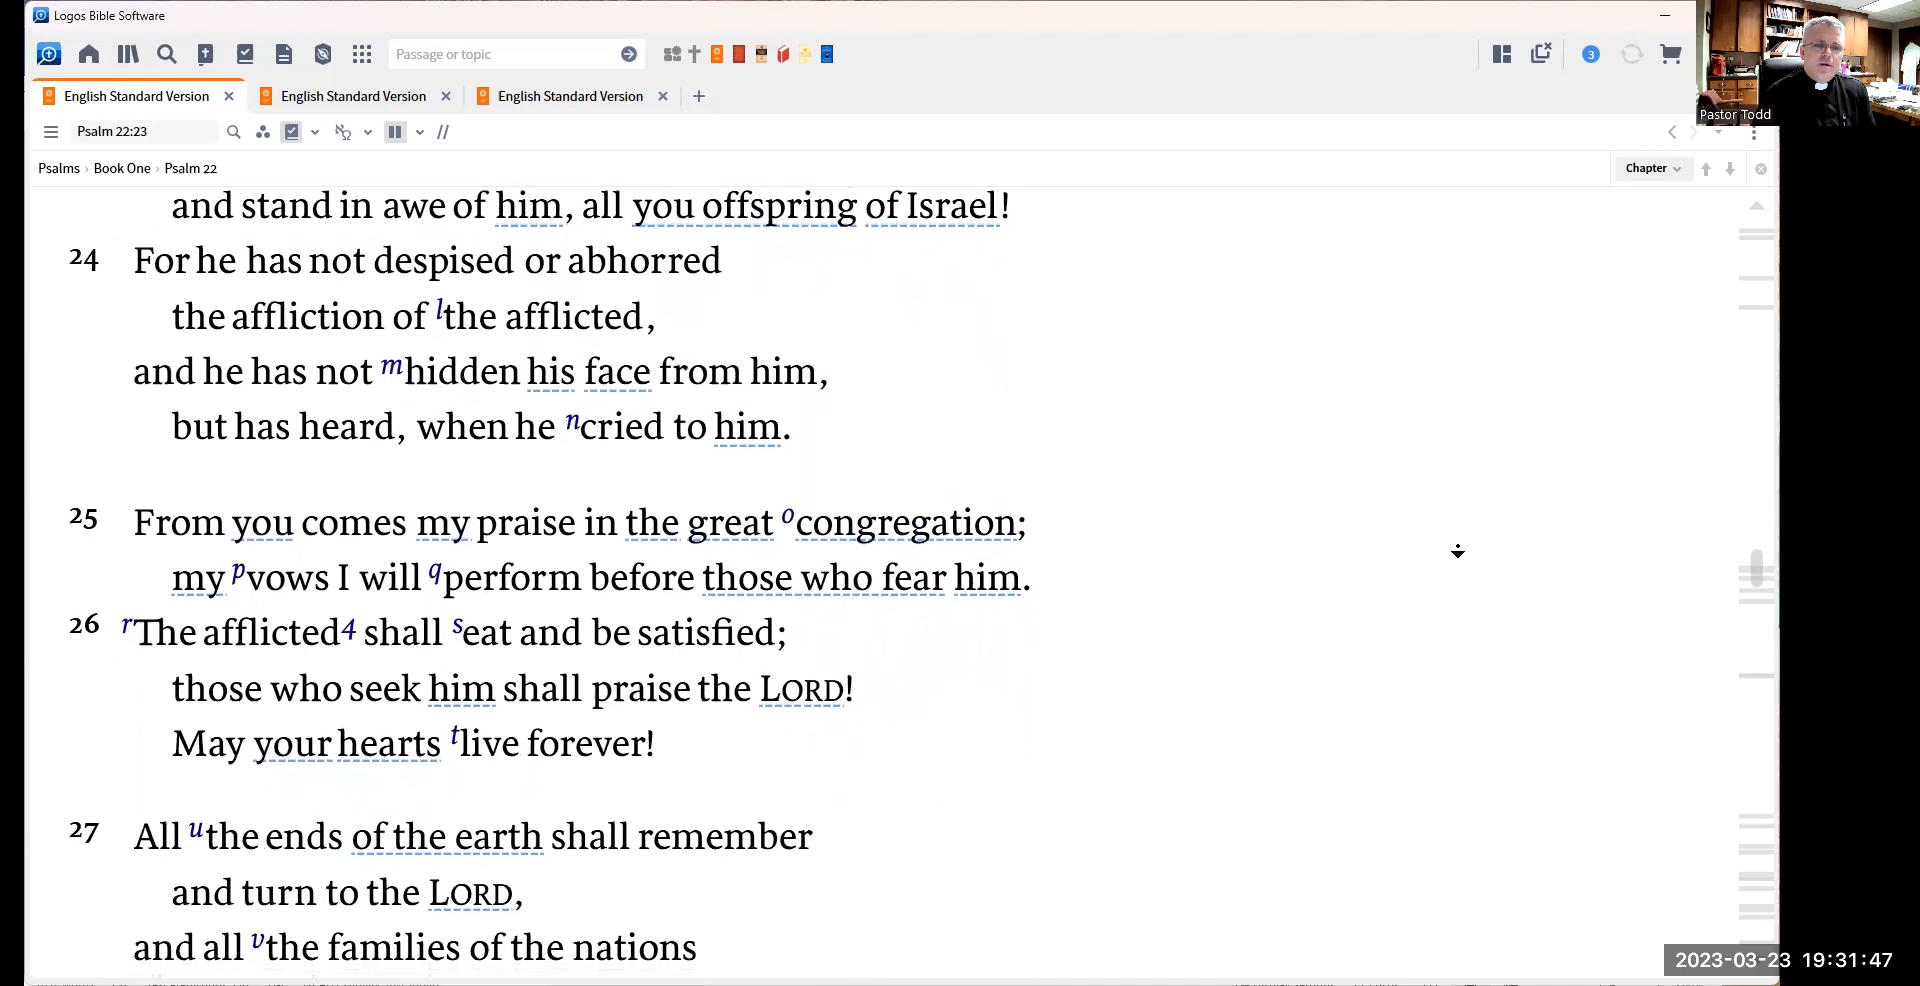 Logos Bible Software
Passage or topic
3
English Standard Version
English Standard Version
English Standard Version
Pastor Todd
Psalm 22:23
Psalms › Book One › Psalm 22
Chapter
and stand in awe of him, all you offspring of Israel!
24 For he has not despised or abhorred
the affliction of lthe afflicted,
and he has not mhidden his face from him,
but has heard, when he ncried to him.
25 From you comes my praise in the great ocongregation;
my pvows I will qperform before those who fear him.
26 rThe afflicted4 shall seat and be satisfied;
those who seek him shall praise the LORD!
May your hearts tlive forever!
27 All uthe ends of the earth shall remember
and turn to the LORD,
and all vthe families of the nations
2023-03-23 19:31:47